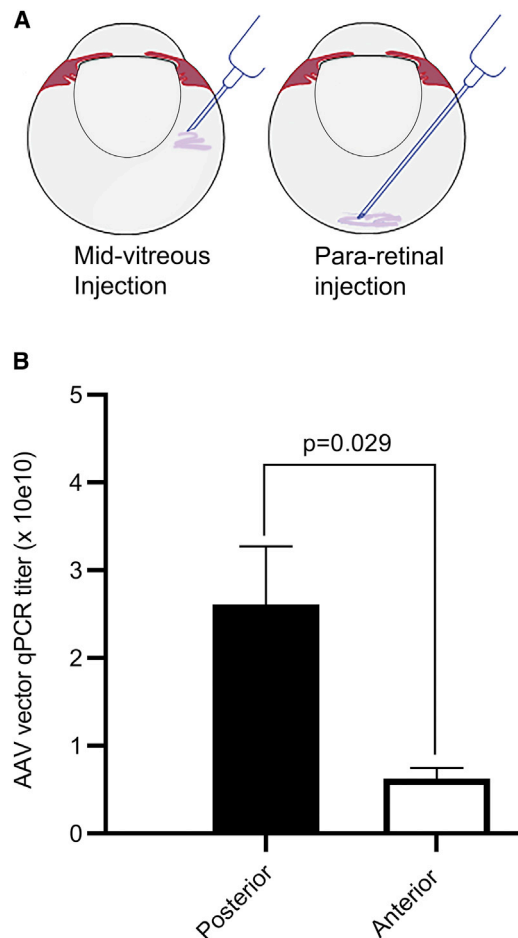 A
Mid-vitreous
Injection
Para-retinal
injection
B
AAV vector qPCR titer (x 10e10)
5
4
3
2
1
0
p=0.029
Posterior
Anterior